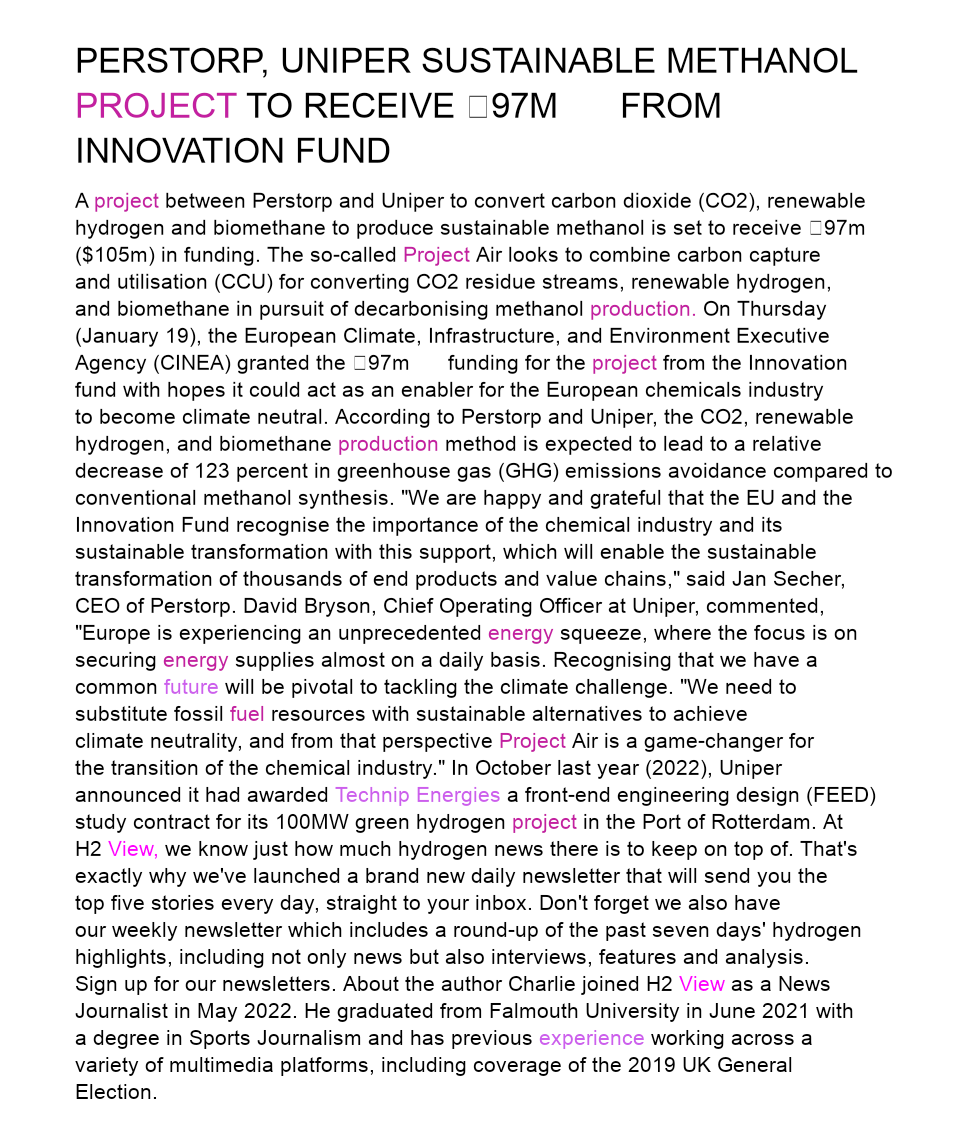 PERSTORP, UNIPER SUSTAINABLE METHANOL
PROJECT TO RECEIVE □97M FROM
INNOVATION FUND
A project between Perstorp and Uniper to convert carbon dioxide (CO2), renewable
hydrogen and biomethane to produce sustainable methanol is set to receive □97m
($105m) in funding. The so-called Project Air looks to combine carbon capture
and utilisation (CCU) for converting CO2 residue streams, renewable hydrogen,
and biomethane in pursuit of decarbonising methanol production. On Thursday
(January 19), the European Climate, Infrastructure, and Environment Executive
Agency (CINEA) granted the □97m funding for the project from the Innovation
fund with hopes it could act as an enabler for the European chemicals industry
to become climate neutral. According to Perstorp and Uniper, the CO2, renewable
hydrogen, and biomethane production method is expected to lead to a relative
decrease of 123 percent in greenhouse gas (GHG) emissions avoidance compared to
conventional methanol synthesis. "We are happy and grateful that the EU and the
Innovation Fund recognise the importance of the chemical industry and its
sustainable transformation with this support, which will enable the sustainable
transformation of thousands of end products and value chains," said Jan Secher,
CEO of Perstorp. David Bryson, Chief Operating Officer at Uniper, commented,
"Europe is experiencing an unprecedented energy squeeze, where the focus is on
securing energy supplies almost on a daily basis. Recognising that we have a
common future will be pivotal to tackling the climate challenge. "We need to
substitute fossil fuel resources with sustainable alternatives to achieve
climate neutrality, and from that perspective Project Air is a game-changer for
the transition of the chemical industry." In October last year (2022), Uniper
announced it had awarded Technip Energies a front-end engineering design (FEED)
study contract for its 100MW green hydrogen project in the Port of Rotterdam. At
H2 View, we know just how much hydrogen news there is to keep on top of. That's
exactly why we've launched a brand new daily newsletter that will send you the
top five stories every day, straight to your inbox. Don't forget we also have
our weekly newsletter which includes a round-up of the past seven days' hydrogen
highlights, including not only news but also interviews, features and analysis.
Sign up for our newsletters. About the author Charlie joined H2 View as a News
Journalist in May 2022. He graduated from Falmouth University in June 2021 with
a degree in Sports Journalism and has previous experience working across a
variety of multimedia platforms, including coverage of the 2019 UK General
Election.